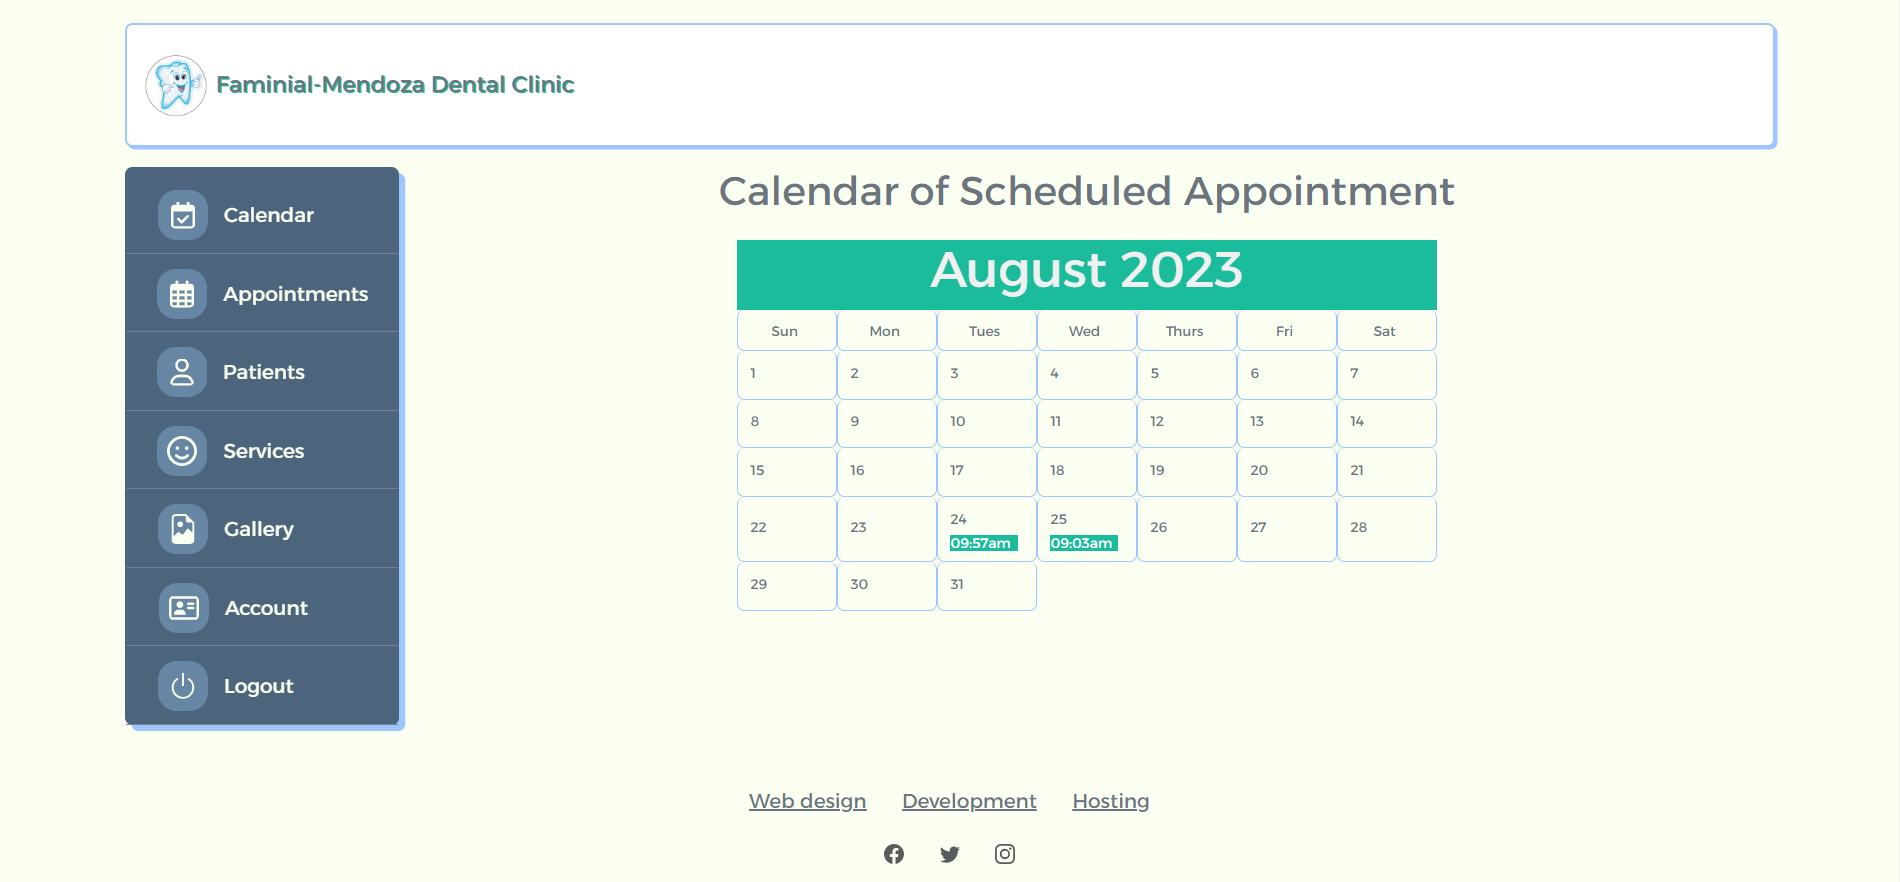 Faminial-Mendoza Dental Clinic
Calendar
Appointments
Patients
Services
Gallery
Account
Logout
Calendar of Scheduled Appointment
August 2023
Sun Mon Tues Wed Thurs Fri Sat
1 2 3 4 5 6 7
8 9 10 11 12 13 14
15 16 17 18 19 20 21
22 23 24 25 26 27 28
09:57am 09:03am
29 30 31
Web design Development Hosting